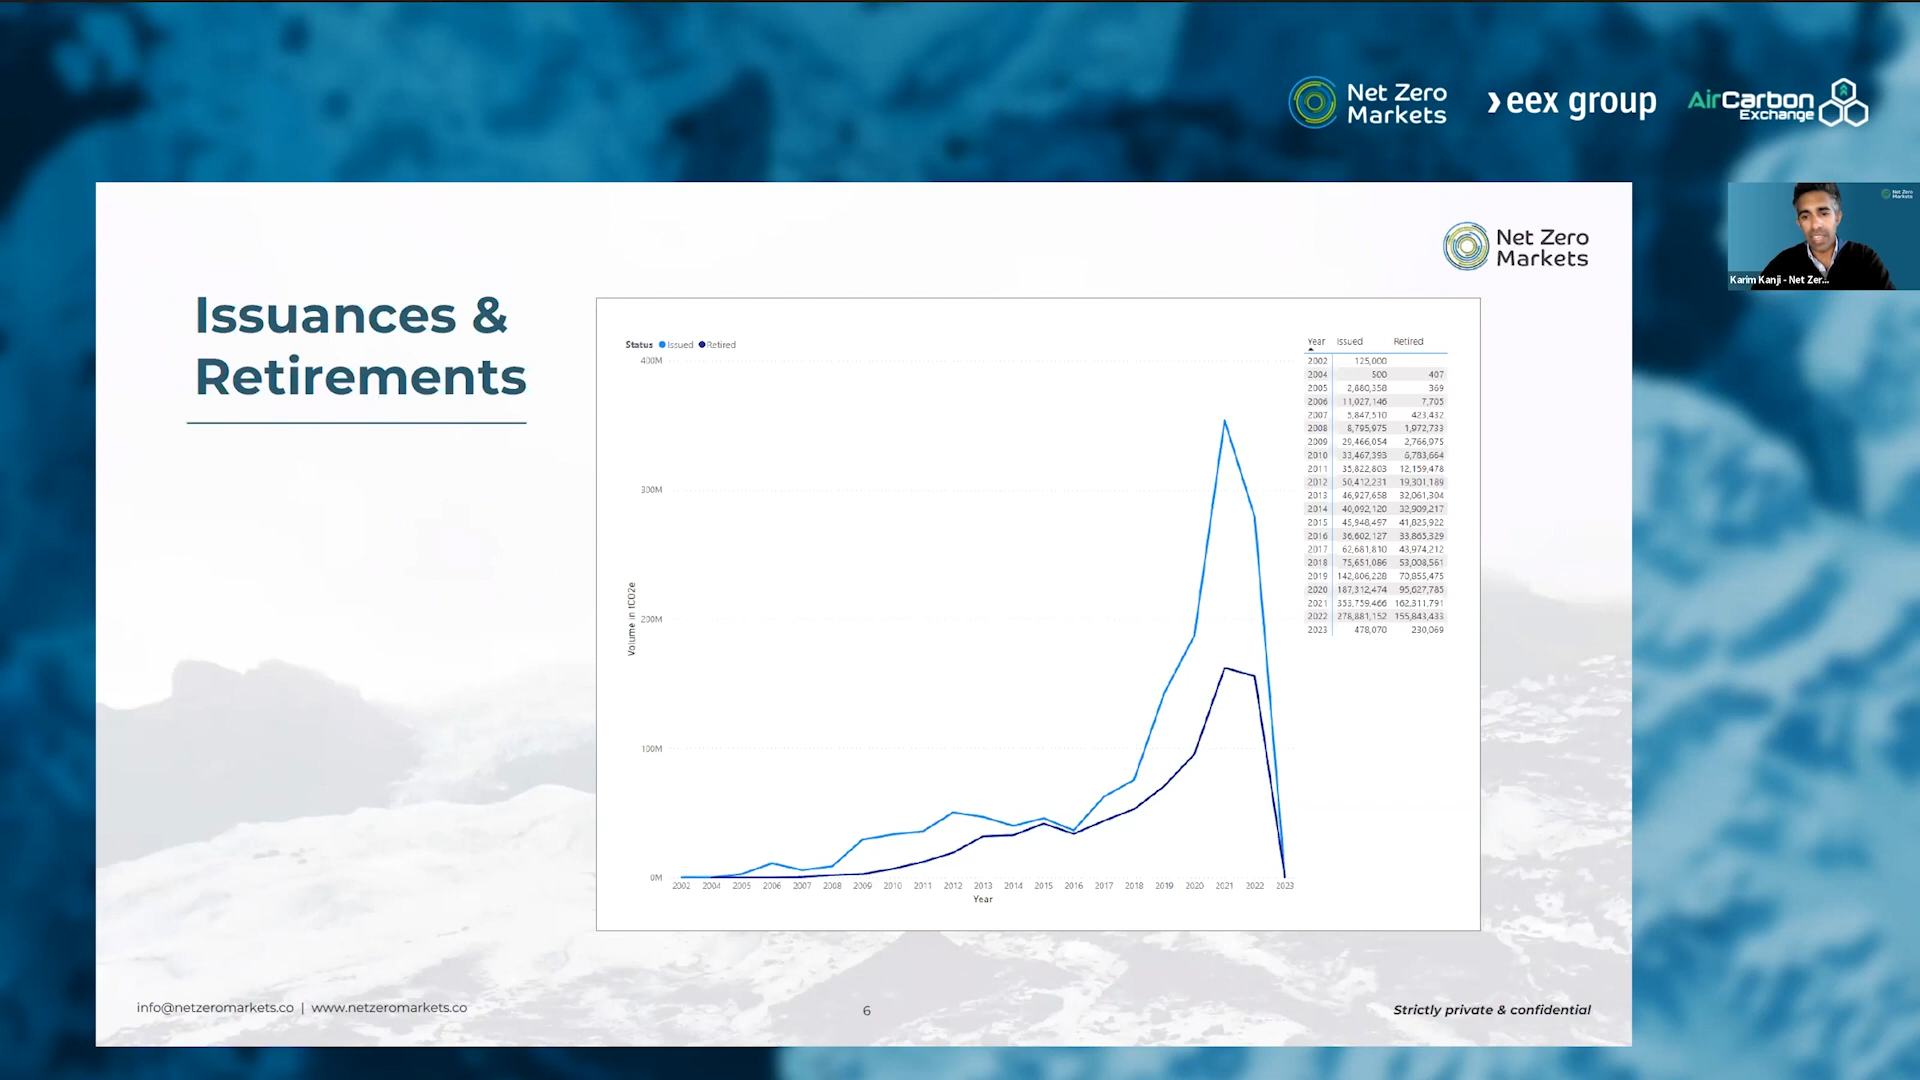 Net Zero
Markets
eex group
AirCarbon
Exchange
Net Zero
Markets
Karim Kanji - Net Zer...
Net Zero
Markets
Issuances &
Retirements
Status Issued Retired
400M
300M
200M
100M
0M
Volume in tCO2e
2002 2004 2005 2006 2007 2008 2009 2010 2011 2012 2013 2014 2015 2016 2017 2018 2019 2020 2021 2022 2023
Year
Year Issued Retired
2002 125,000
2004 500 407
2005 2,880,358 369
2006 11,027,146 7,705
2007 5,847,510 423,432
2008 8,795,975 1,972,733
2009 29,466,054 2,766,975
2010 33,467,393 6,783,664
2011 35,822,803 12,159,478
2012 50,412,231 19,301,189
2013 46,927,658 32,061,304
2014 40,092,120 32,909,217
2015 45,948,497 41,825,922
2016 36,602,127 33,865,329
2017 62,681,810 43,974,212
2018 75,651,086 53,008,561
2019 142,806,228 70,855,475
2020 187,312,474 95,627,785
2021 353,759,466 162,311,791
2022 278,881,152 155,843,433
2023 478,070 230,069
info@netzeromarkets.co | www.netzeromarkets.co
6
Strictly private & confidential